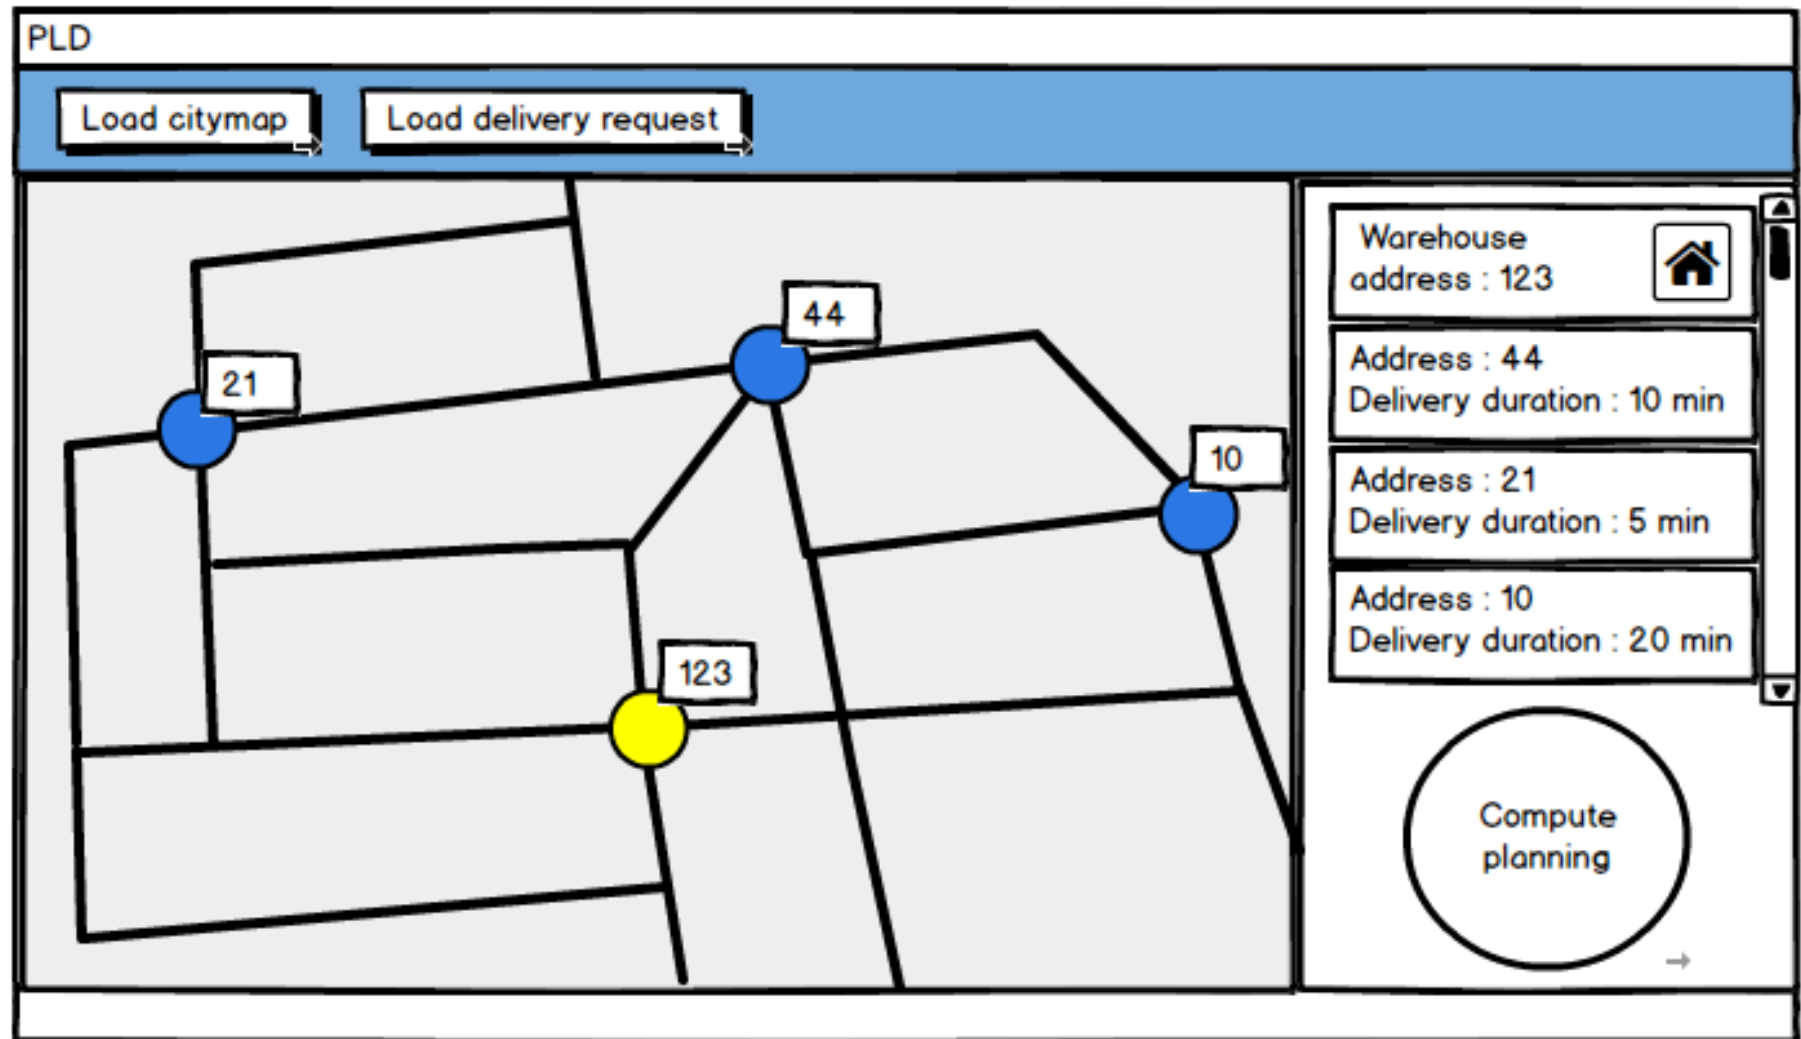 PLD
Load citymap
Load delivery request
44
21
10
123
Warehouse
address : 123
Address : 44
Delivery duration : 10 min
Address : 21
Delivery duration : 5 min
Address : 10
Delivery duration : 20 min
Compute
planning